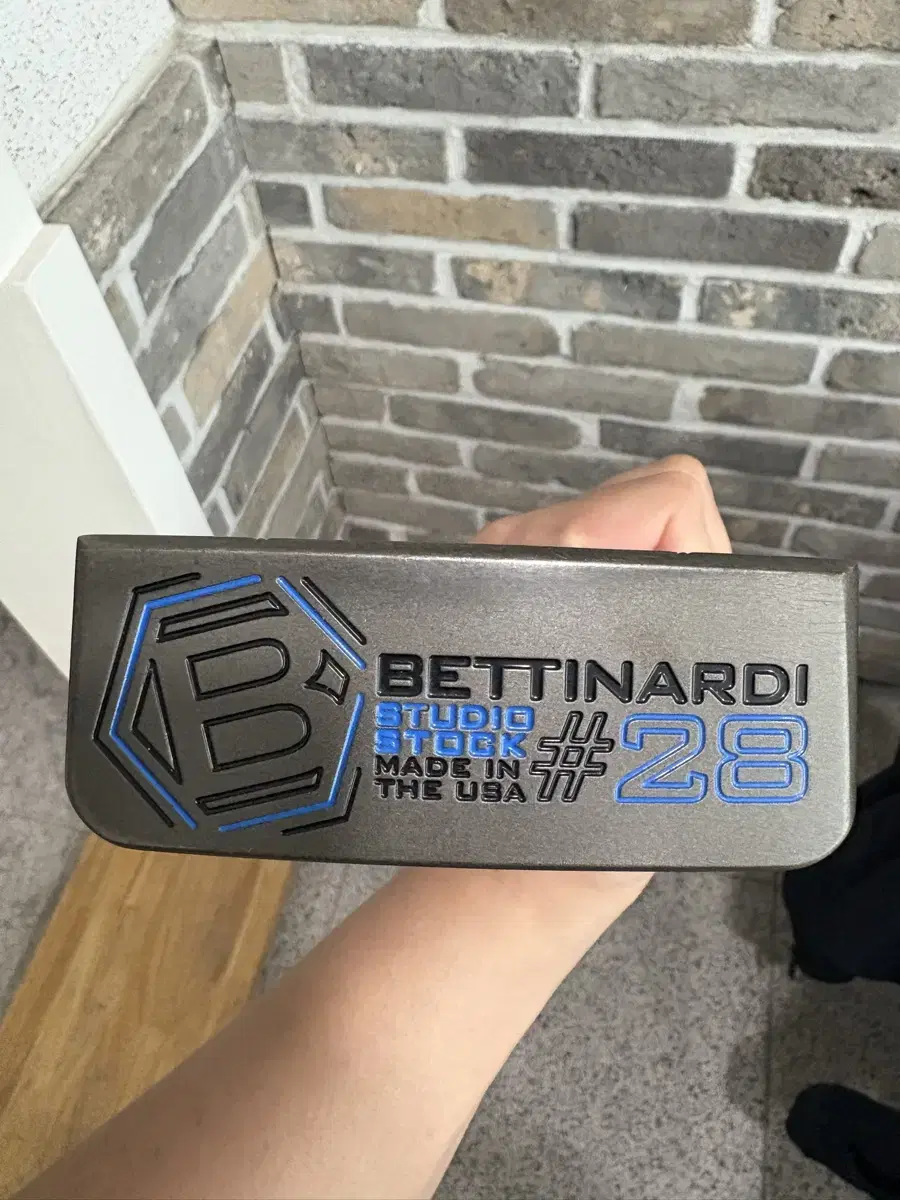 B
BETTINARDI
STUDIO
STOCK
MADE IN
THE USA
#28